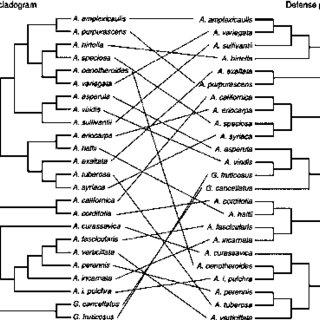 cladogram
Defense p
A. amplexicaulis
A. purpurascens
A. hirtella
A. speciosa
A. oenotheroides
A. variegata
A. asperula
A. viridis
A. sullivantii
A. eriocarpa
A. hallii
A. exaltata
A. tuberosa
A. syriaca
A. californica
A. cordifolia
A. curassavica
A. fascicularis
A. verticillata
A. perennis
A. incarnata
A. l. pulchra
G. cancellatus
G. fruticosus
A. amplexicaulis
A. variegata
A. sullivantii
A. hirtella
A. exaltata
A. purpurascens
A. californica
A. eriocarpa
A. speciosa
A. syriaca
A. asperula
A. viridis
G. fruticosus
G. cancellatus
A. cordifolia
A. hallii
A. fascicularis
A. incarnata
A. curassavica
A. oenotheroides
A. i. pulchra
A. perennis
A. tuberosa
A. verticillata